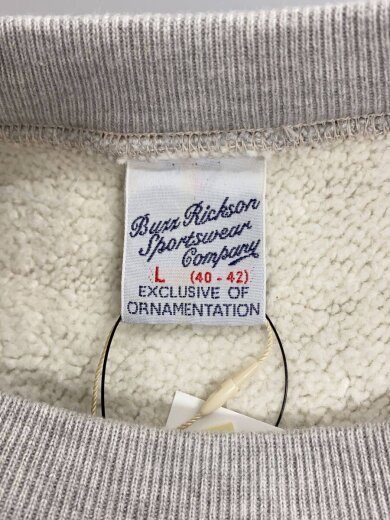 Buzz Rickson
Sportswear
Company
L (40 - 42)
EXCLUSIVE OF
ORNAMENTATION